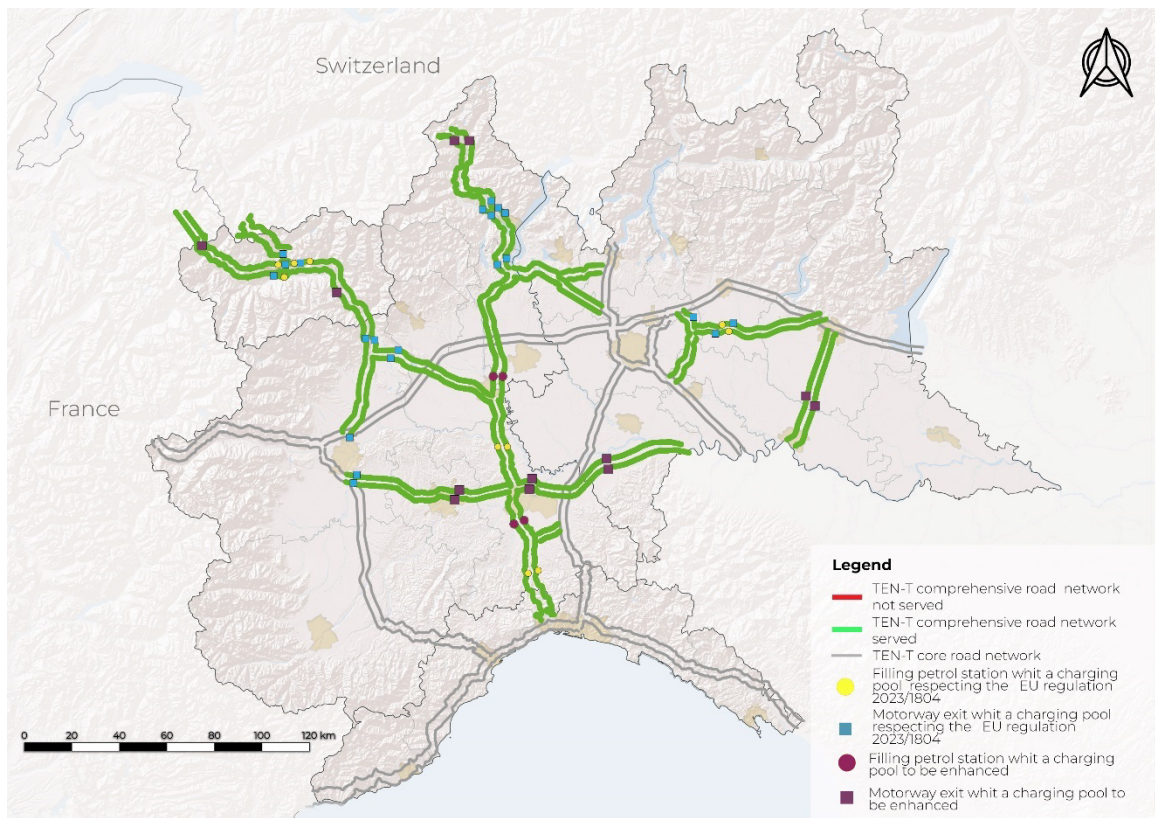 Switzerland
France
0 20 40 60 80 100 120 km
Legend
TEN-T comprehensive road network
not served
TEN-T comprehensive road network
served
TEN-T core road network
Filling petrol station whit a charging
pool respecting the EU regulation
2023/1804
Motorway exit whit a charging pool
respecting the EU regulation
2023/1804
Filling petrol station whit a charging
pool to be enhanced
Motorway exit whit a charging pool to
be enhanced